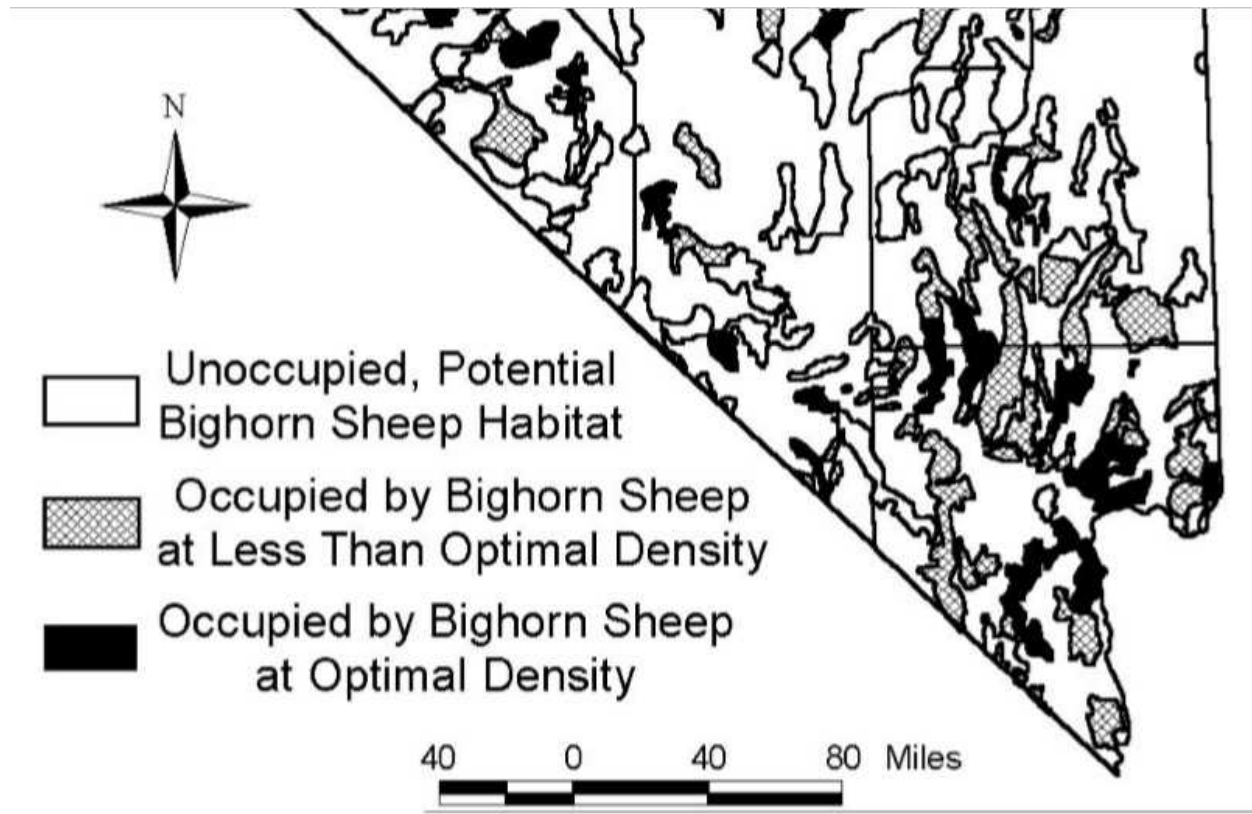 N
Unoccupied, Potential
Bighorn Sheep Habitat
Occupied by Bighorn Sheep
at Less Than Optimal Density
Occupied by Bighorn Sheep
at Optimal Density
40 0 40 80 Miles